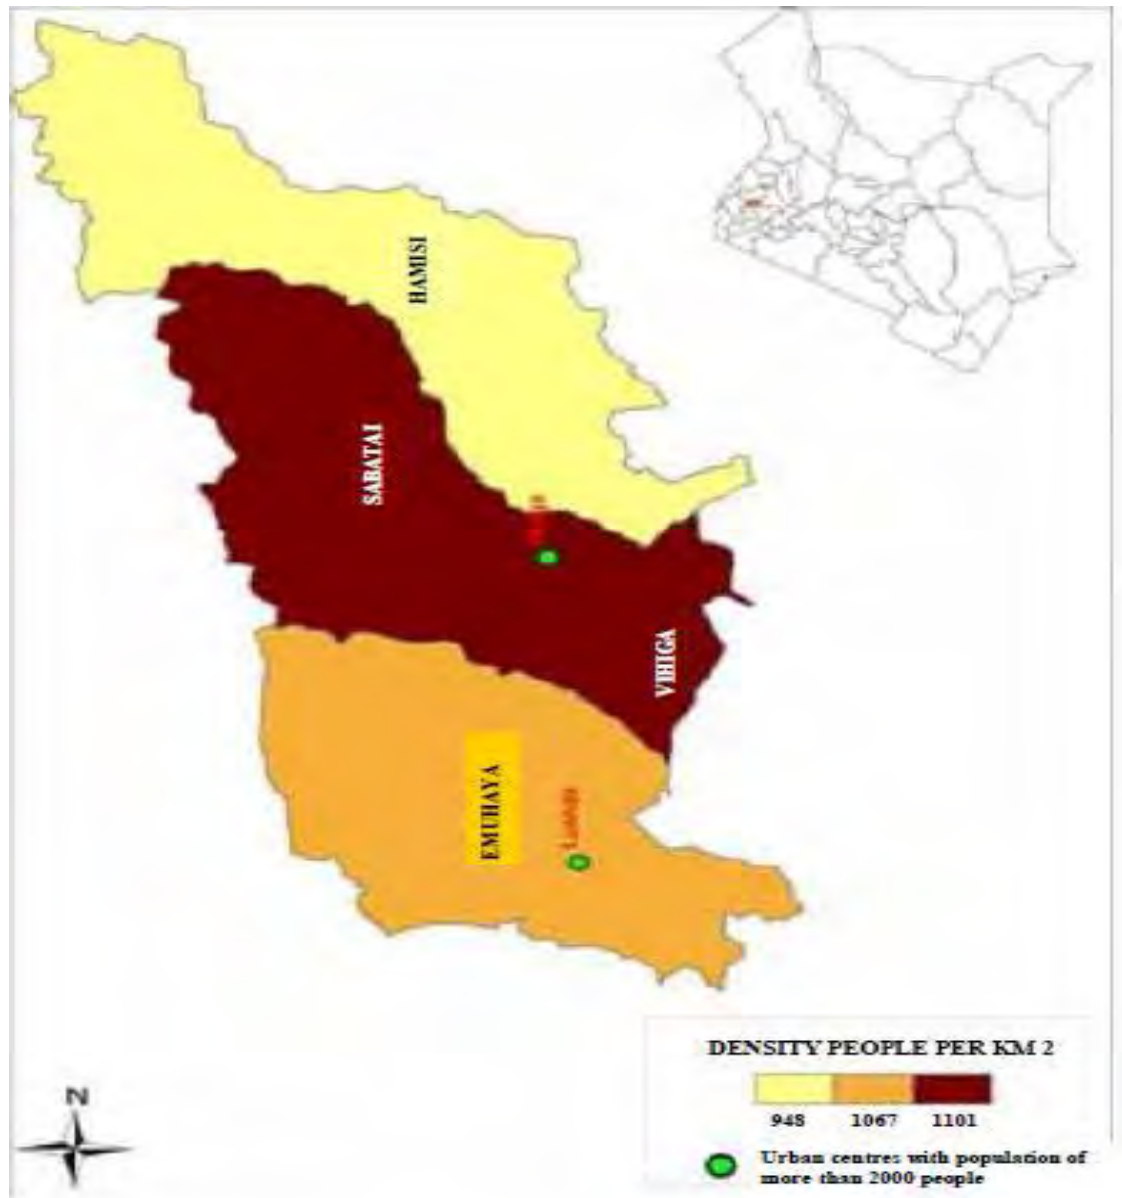 HAMISI
SABATAI
VIHIGA
EMUHAYA
Luanda
DENSITY PEOPLE PER KM 2
948 1067 1101
Urban centres with population of
more than 2000 people
N